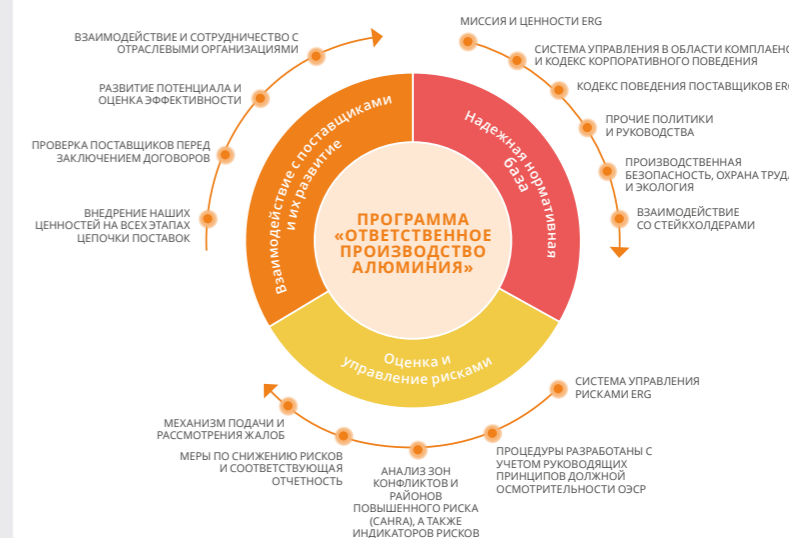 МИССИЯ И ЦЕННОСТИ ERG
СИСТЕМА УПРАВЛЕНИЯ В ОБЛАСТИ
И КОДЕКС КОРПОРАТИВНОГО ПОВЕДЕНИЯ
КОДЕКС ПОВЕДЕНИЯ ПОСТАВЩИКОВ
ПРОЧИЕ ПОЛИТИКИ
И РУКОВОДСТВА
ПРОИЗВОДСТВЕННАЯ
БЕЗОПАСНОСТЬ, ОХРАНА
И ЭКОЛОГИЯ
ВЗАИМОДЕЙСТВИЕ
СО СТЕЙКХОЛДЕРАМИ
ВЗАИМОДЕЙСТВИЕ И СОТРУДНИЧЕСТВО С
ОТРАСЛЕВЫМИ ОРГАНИЗАЦИЯМИ
РАЗВИТИЕ ПОТЕНЦИАЛА И
ОЦЕНКА ЭФФЕКТИВНОСТИ
ПРОВЕРКА ПОСТАВЩИКОВ ПЕРЕД
ЗАКЛЮЧЕНИЕМ ДОГОВОРОВ
ВНЕДРЕНИЕ НАШИХ
ЦЕННОСТЕЙ НА ВСЕХ ЭТАПАХ
ЦЕПОЧКИ ПОСТАВОК
Взаимодействие с поставщиками
и их развитие
Надежная нормативная
база
ПРОГРАММА
«ОТВЕТСТВЕННОЕ
ПРОИЗВОДСТВО
АЛЮМИНИЯ»
Оценка и
управление рисками
СИСТЕМА УПРАВЛЕНИЯ
РИСКАМИ ERG
ПРОЦЕДУРЫ РАЗРАБОТАНЫ С
УЧЕТОМ РУКОВОДЯЩИХ
ПРИНЦИПОВ ДОЛЖНОЙ
ОСМОТРИТЕЛЬНОСТИ ОЭСР
АНАЛИЗ ЗОН
КОНФЛИКТОВ И
РАЙОНОВ
ПОВЫШЕННОГО РИСКА
(CAHRA), А ТАКЖЕ
ИНДИКАТОРОВ РИСКОВ
МЕРЫ ПО СНИЖЕНИЮ РИСКОВ
И СООТВЕТСТВУЮЩАЯ
ОТЧЕТНОСТЬ
МЕХАНИЗМ ПОДАЧИ И
РАССМОТРЕНИЯ ЖАЛОБ